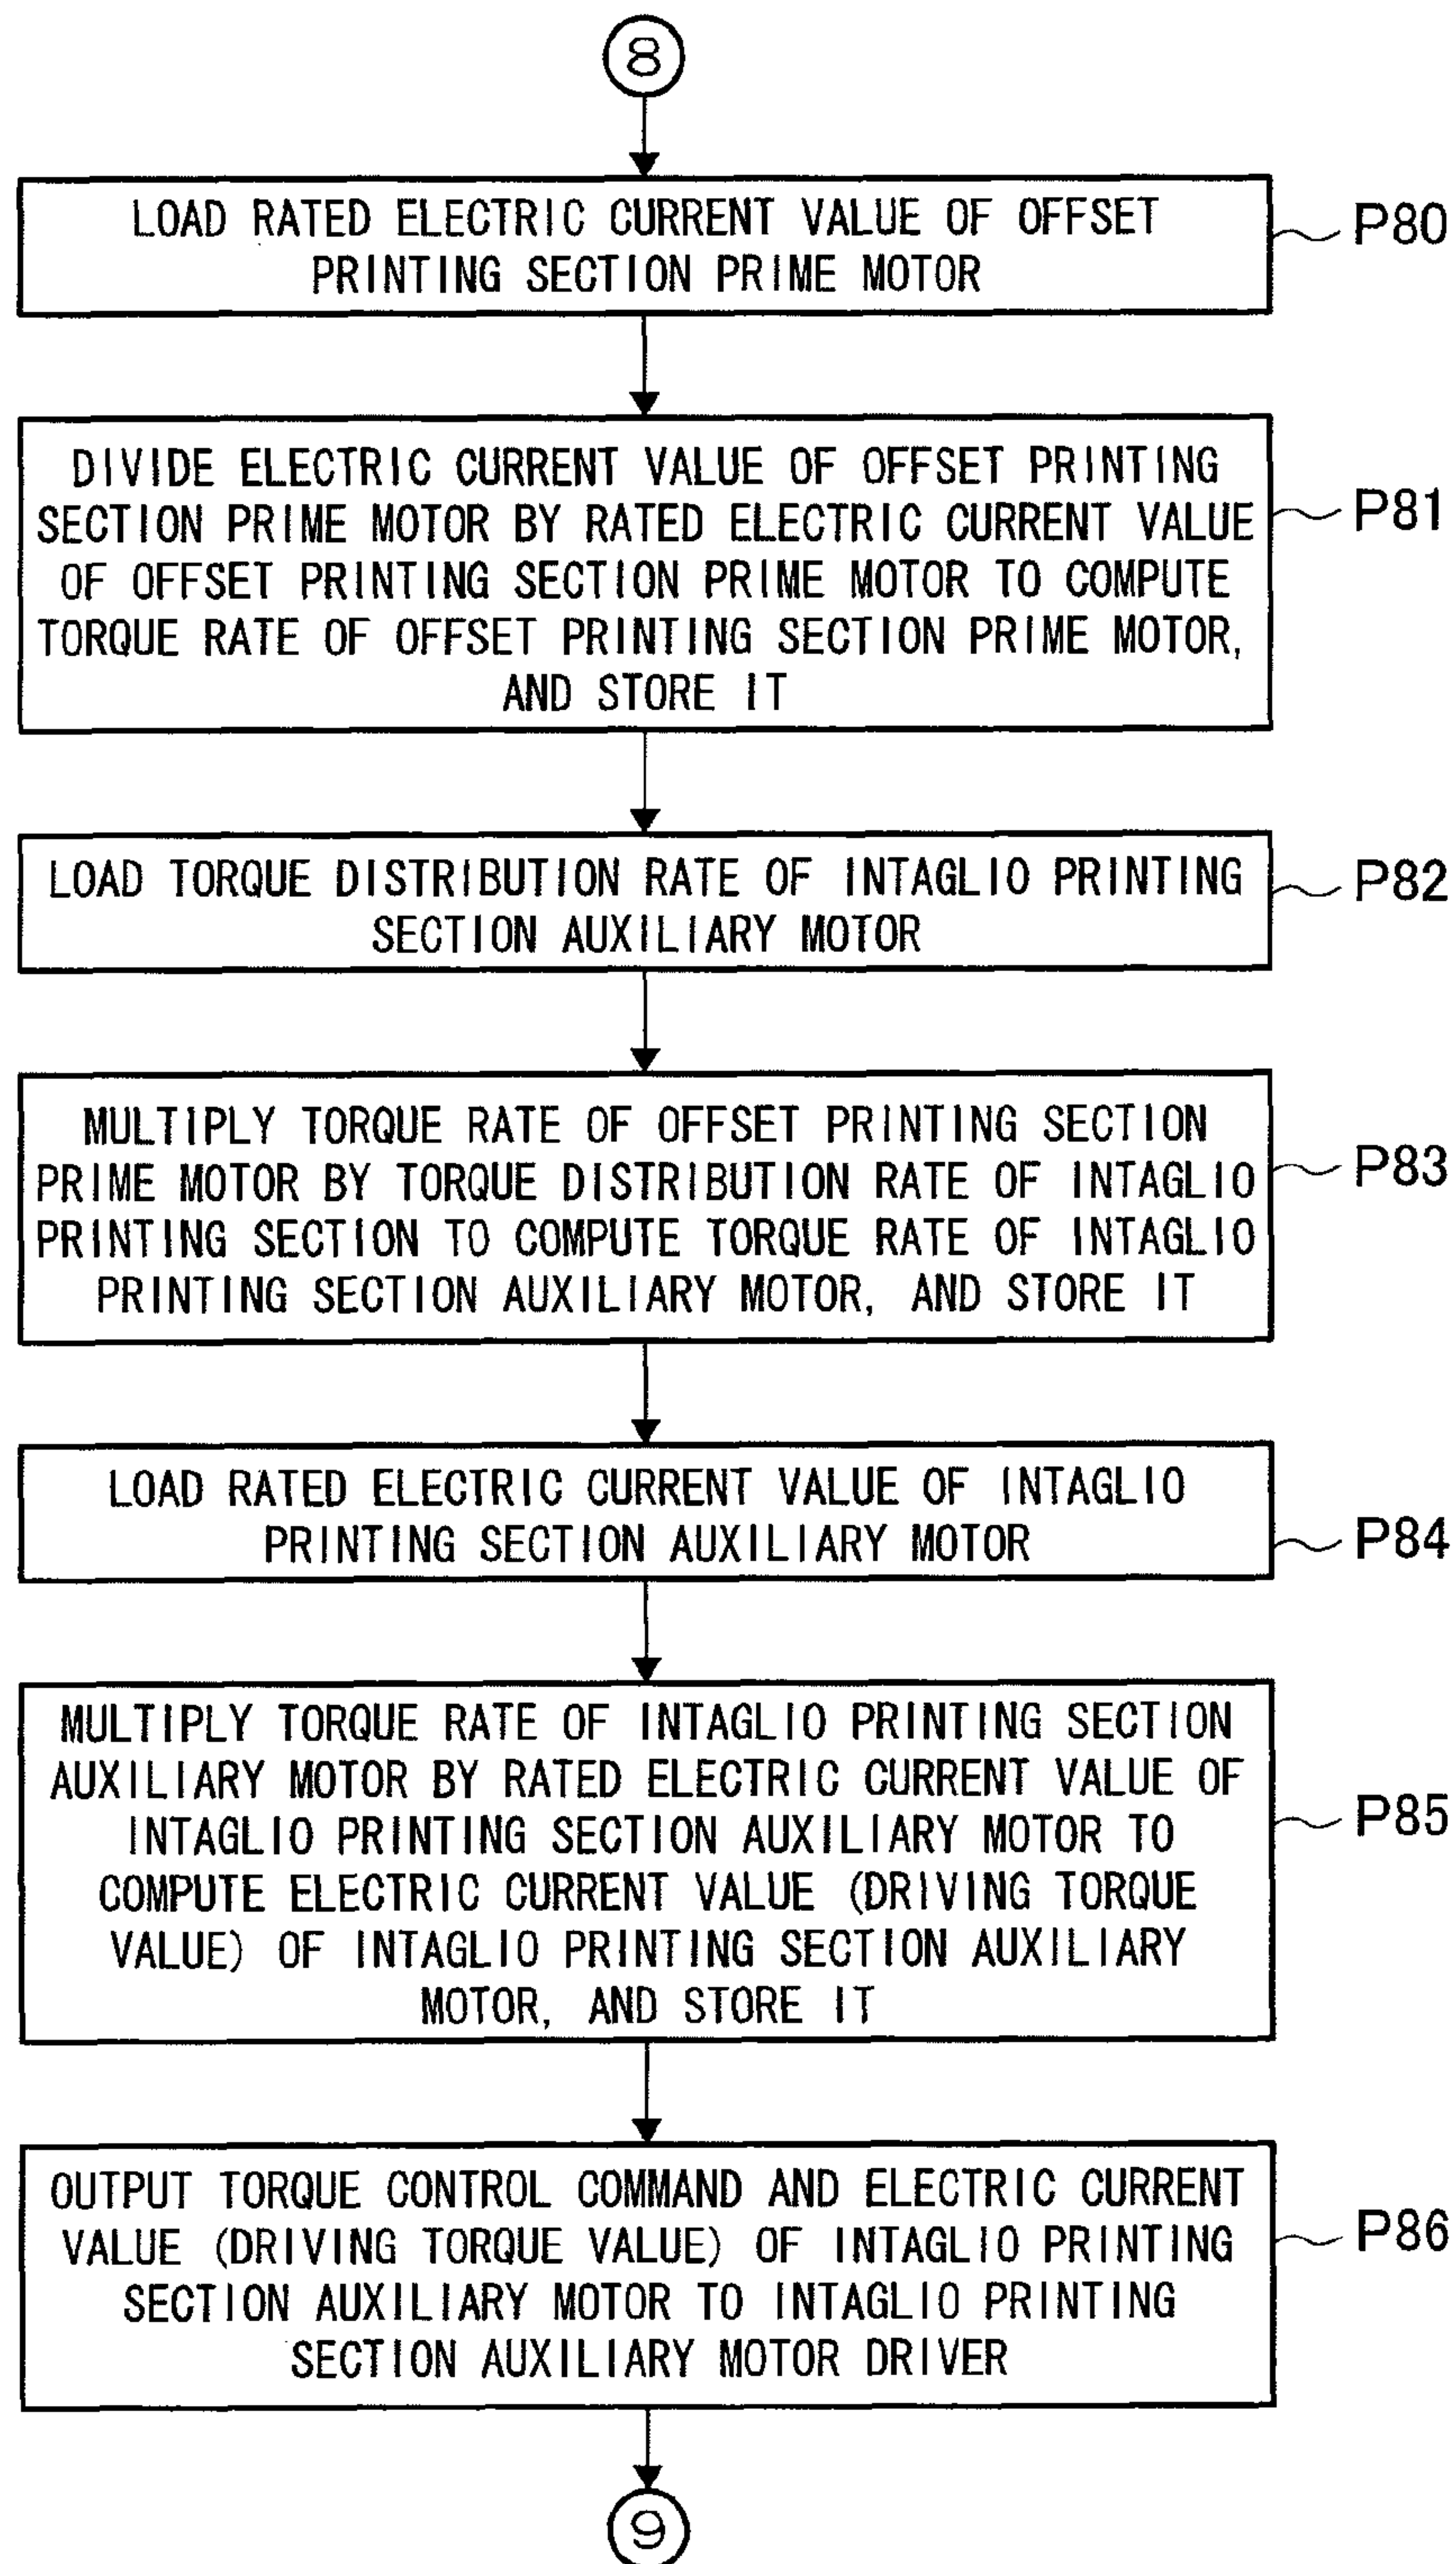 8
LOAD RATED ELECTRIC CURRENT VALUE OF OFFSET
PRINTING SECTION PRIME MOTOR
P80
DIVIDE ELECTRIC CURRENT VALUE OF OFFSET PRINTING
SECTION PRIME MOTOR BY RATED ELECTRIC CURRENT VALUE
OF OFFSET PRINTING SECTION PRIME MOTOR TO COMPUTE
TORQUE RATE OF OFFSET PRINTING SECTION PRIME MOTOR,
AND STORE IT
P81
LOAD TORQUE DISTRIBUTION RATE OF INTAGLIO PRINTING
SECTION AUXILIARY MOTOR
P82
MULTIPLY TORQUE RATE OF OFFSET PRINTING SECTION
PRIME MOTOR BY TORQUE DISTRIBUTION RATE OF INTAGLIO
PRINTING SECTION TO COMPUTE TORQUE RATE OF INTAGLIO
PRINTING SECTION AUXILIARY MOTOR, AND STORE IT
P83
LOAD RATED ELECTRIC CURRENT VALUE OF INTAGLIO
PRINTING SECTION AUXILIARY MOTOR
P84
MULTIPLY TORQUE RATE OF INTAGLIO PRINTING SECTION
AUXILIARY MOTOR BY RATED ELECTRIC CURRENT VALUE OF
INTAGLIO PRINTING SECTION AUXILIARY MOTOR TO
COMPUTE ELECTRIC CURRENT VALUE (DRIVING TORQUE
VALUE) OF INTAGLIO PRINTING SECTION AUXILIARY
MOTOR, AND STORE IT
P85
OUTPUT TORQUE CONTROL COMMAND AND ELECTRIC CURRENT
VALUE (DRIVING TORQUE VALUE) OF INTAGLIO PRINTING
SECTION AUXILIARY MOTOR TO INTAGLIO PRINTING
SECTION AUXILIARY MOTOR DRIVER
P86
9